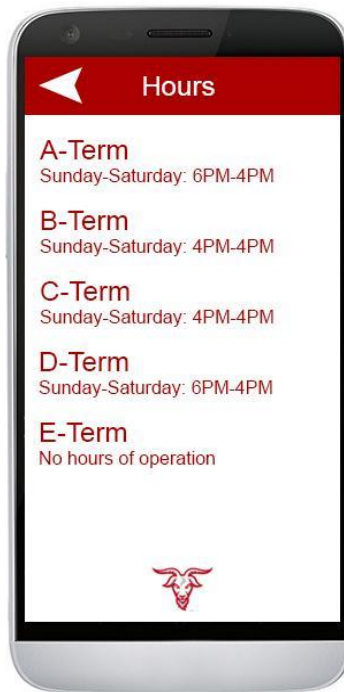 Hours
A-Term
Sunday-Saturday: 6PM-4PM
B-Term
Sunday-Saturday: 4PM-4PM
C-Term
Sunday-Saturday: 4PM-4PM
D-Term
Sunday-Saturday: 6PM-4PM
E-Term
No hours of operation